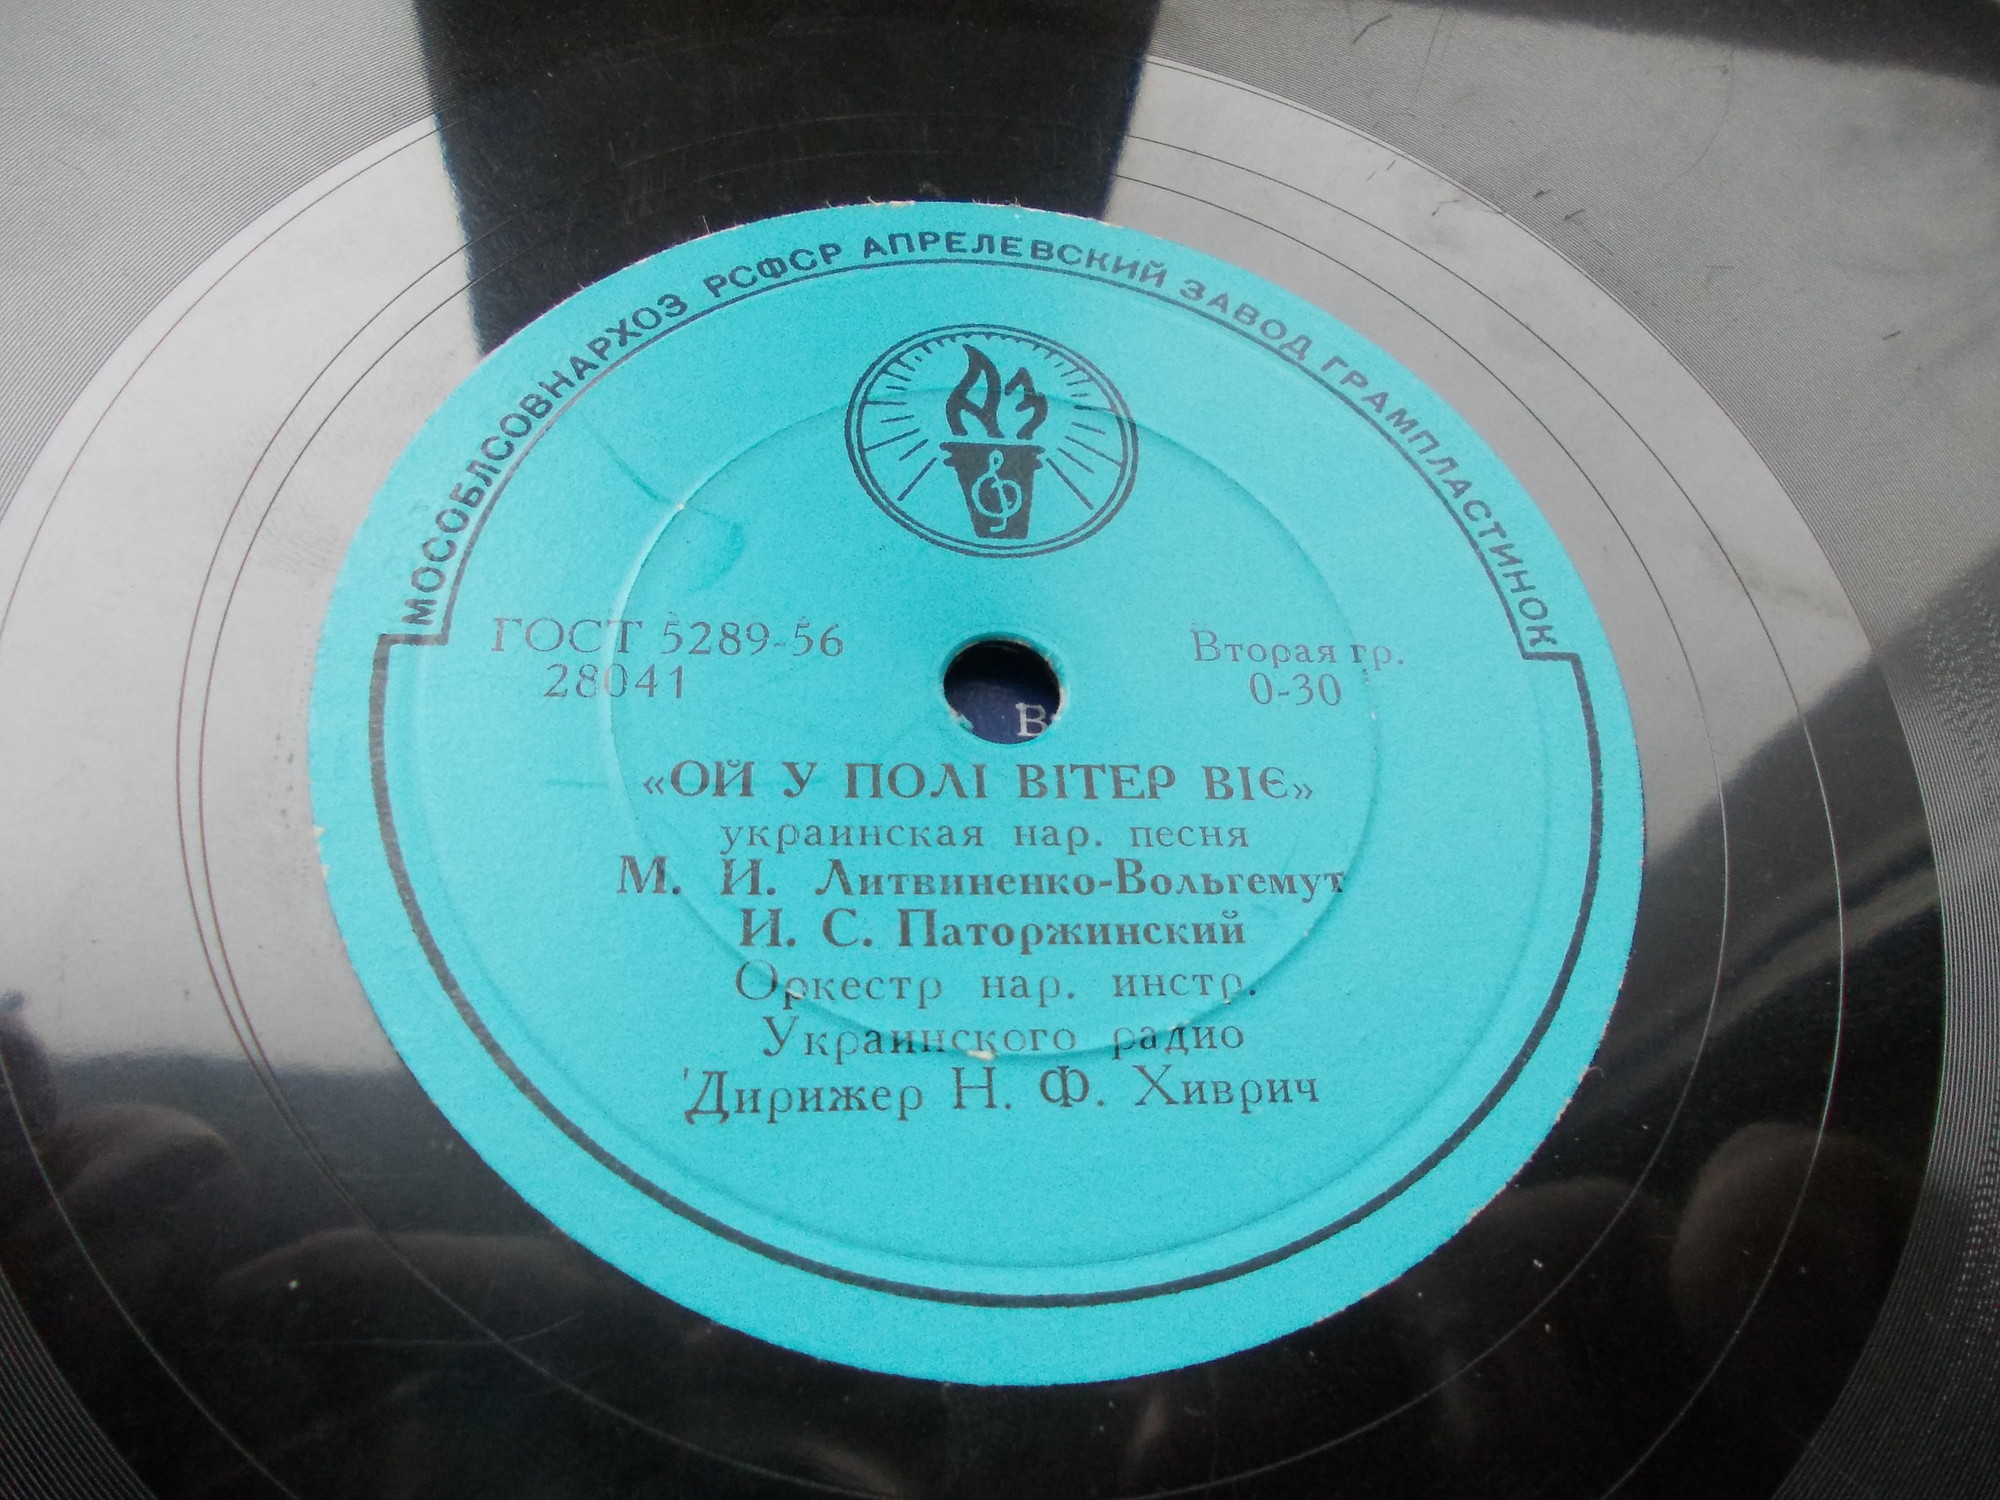 МОСОБЛСОВНАРХОЗ РСФСР АПРЕЛЕВСКИЙ ЗАВОД ГРАМПЛАСТИНОК
АЗ
ГОСТ 5289-56
28041
Вторая гр.
0-30
В
«ОЙ У ПОЛІ ВІТЕР ВІЄ»
украинская нар. песня
М. И. Литвиненко-Вольгемут
И. С. Паторжинский
Оркестр нар. инстр.
Украинского радио
Дирижер Н. Ф. Хиврич